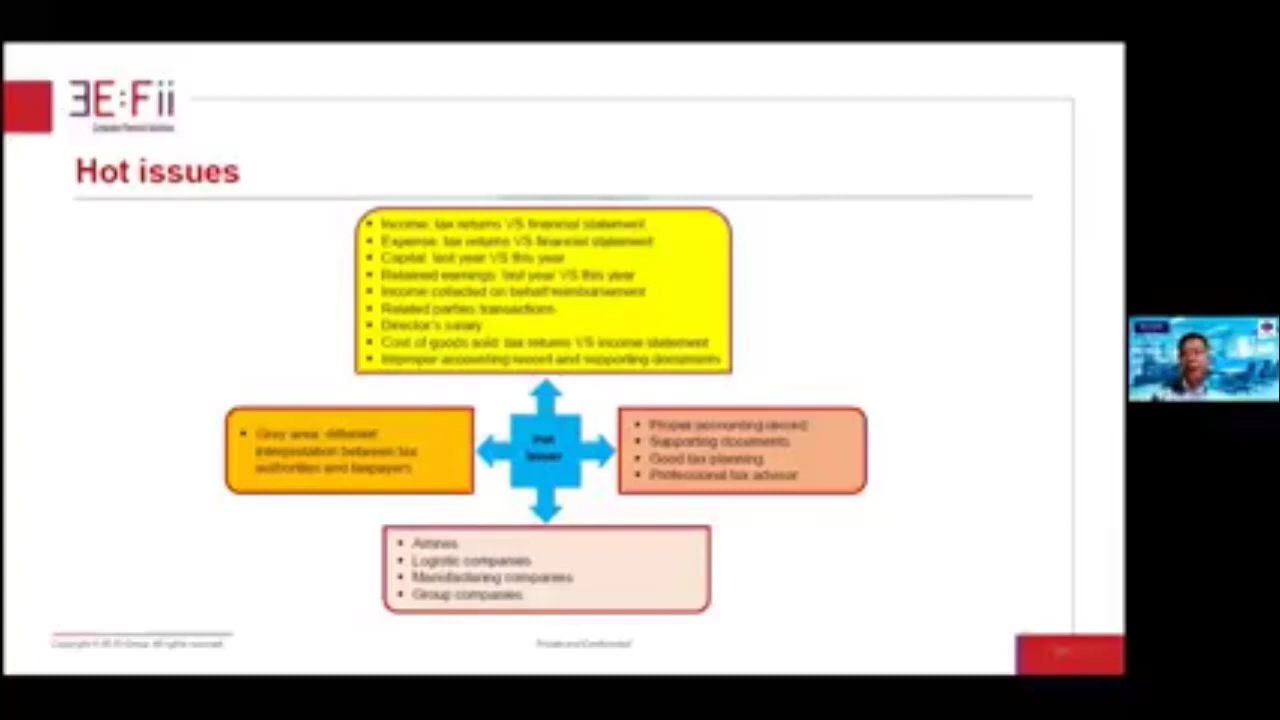 ƎE:Fii
Hot issues
• Income: tax returns VS financial statement
• Expense: tax returns VS financial statement
• Capital: last year VS this year
• Retained earnings: last year VS this year
• Income collected on behalf/reimbursement
• Related parties transactions
• Director's salary
• Cost of goods sold: tax returns VS income statement
• Improper accounting record and supporting documents
• Grey area: different
interpretation between tax
authorities and taxpayers
Hot
Issues
• Proper accounting record
• Supporting documents
• Good tax planning
• Professional tax advisor
• Airlines
• Logistic companies
• Manufacturing companies
• Group companies
Private and Confidential